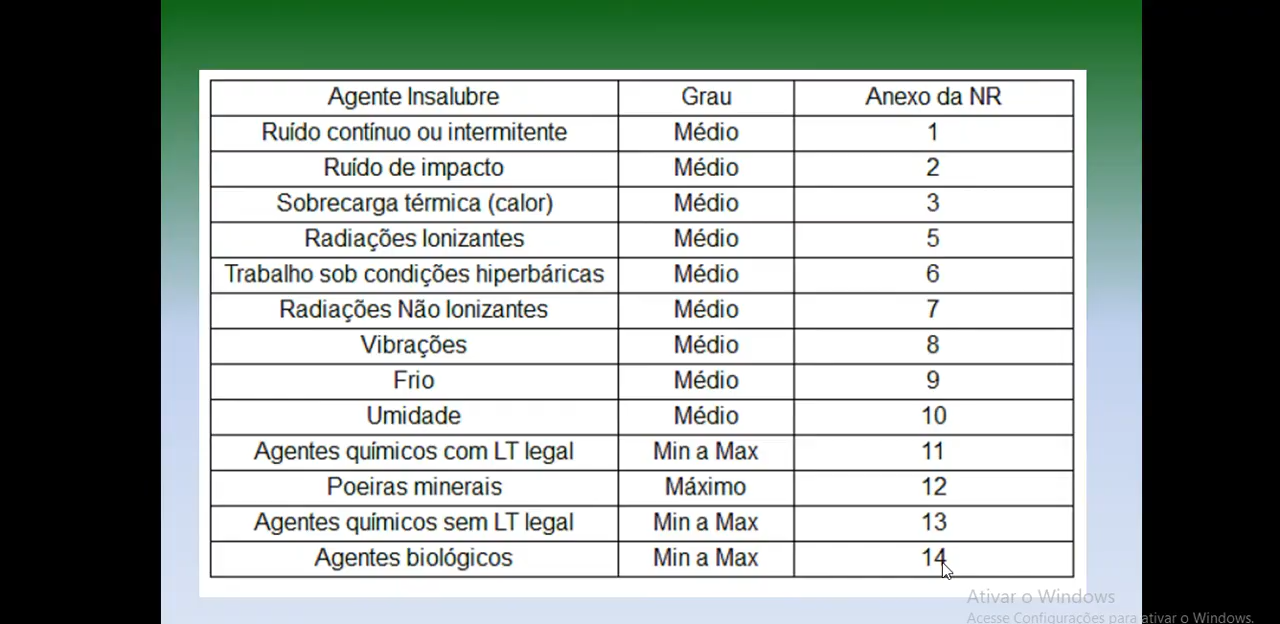 Agente Insalubre Grau Anexo da NR
Ruído contínuo ou intermitente Médio 1
Ruído de impacto Médio 2
Sobrecarga térmica (calor) Médio 3
Radiações Ionizantes Médio 5
Trabalho sob condições hiperbáricas Médio 6
Radiações Não Ionizantes Médio 7
Vibrações Médio 8
Frio Médio 9
Umidade Médio 10
Agentes químicos com LT legal Min a Max 11
Poeiras minerais Máximo 12
Agentes químicos sem LT legal Min a Max 13
Agentes biológicos Min a Max 14
Ativar o Windows
Acesse Configurações para ativar o Windows.